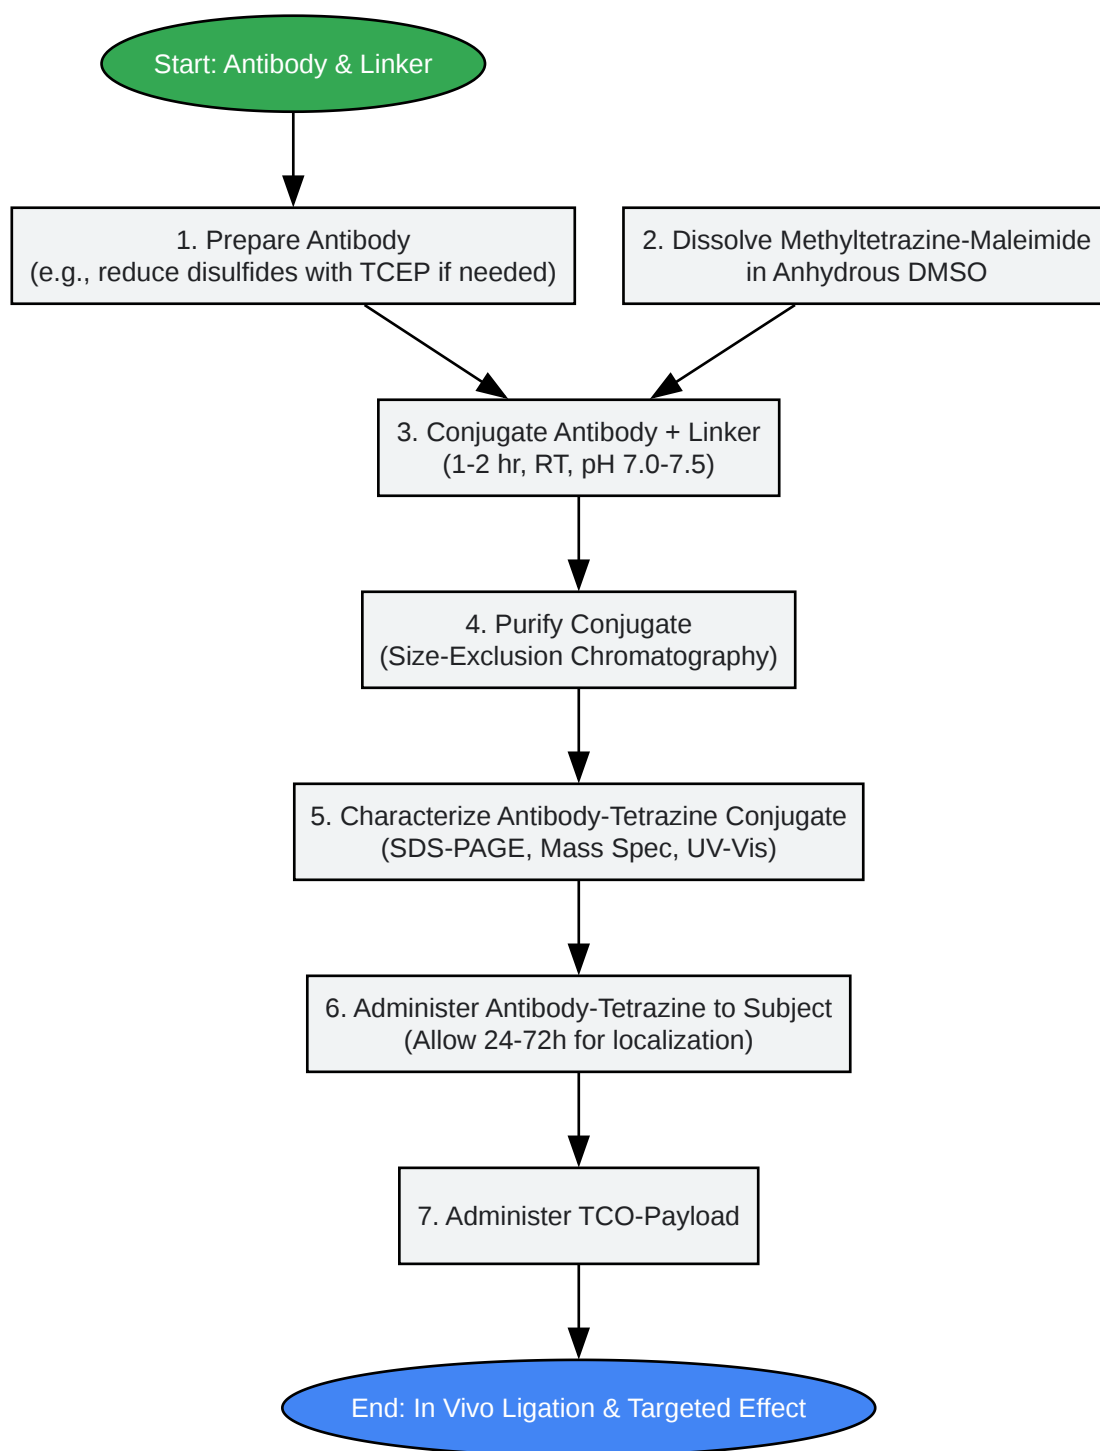 Start: Antibody & Linker
1. Prepare Antibody
(e.g., reduce disulfides with TCEP if needed)
2. Dissolve Methyltetrazine-Maleimide
in Anhydrous DMSO
3. Conjugate Antibody + Linker
(1-2 hr, RT, pH 7.0-7.5)
4. Purify Conjugate
(Size-Exclusion Chromatography)
5. Characterize Antibody-Tetrazine Conjugate
(SDS-PAGE, Mass Spec, UV-Vis)
6. Administer Antibody-Tetrazine to Subject
(Allow 24-72h for localization)
7. Administer TCO-Payload
End: In Vivo Ligation & Targeted Effect